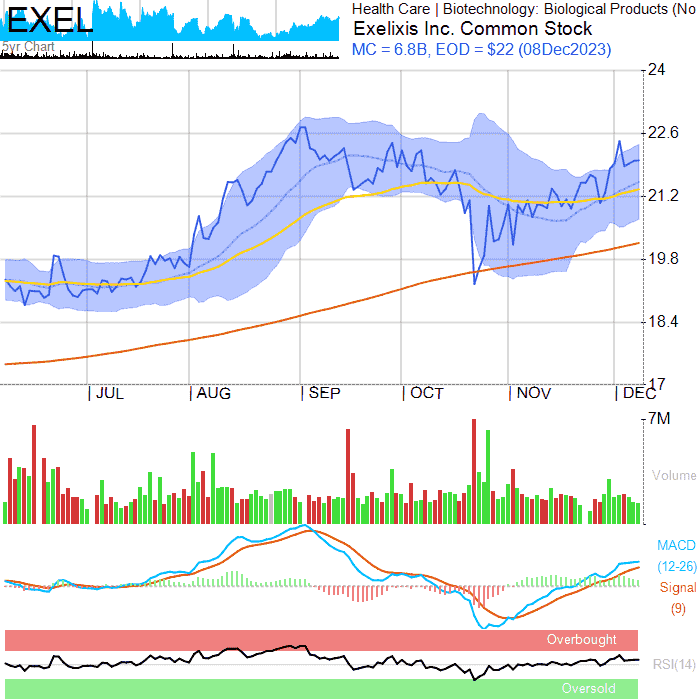 EXEL
5yr Chart
Health Care | Biotechnology: Biological Products (No
Exelixis Inc. Common Stock
MC = 6.8B, EOD = $22 (08Dec2023)
24
22.6
21.2
19.8
18.4
17
JUL
AUG
SEP
OCT
NOV
DEC
7M
Volume
MACD
(12-26)
Signal
(9)
Overbought
RSI(14)
Oversold